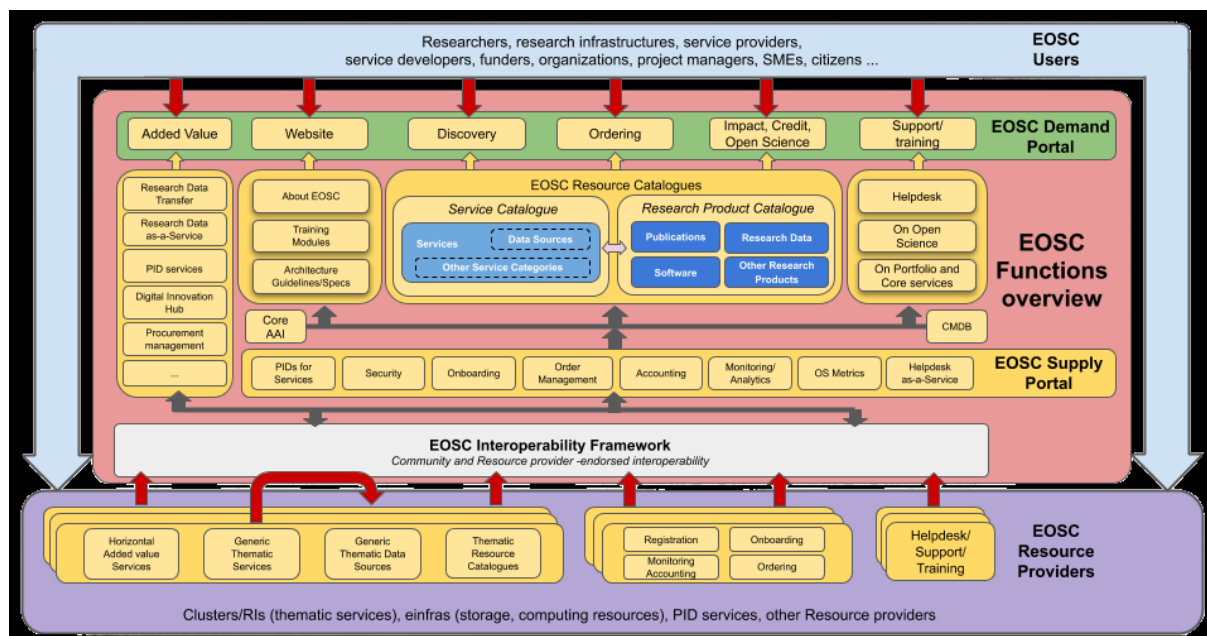 Researchers, research infrastructures, service providers,
service developers, funders, organizations, project managers, SMEs, citizens ...
EOSC
Users
Added Value
Website
Discovery
Ordering
Impact, Credit,
Open Science
Support/
training
EOSC Demand
Portal
Research Data
Transfer
Research Data
as-a-Service
PID services
Digital Innovation
Hub
Procurement
management
...
About EOSC
Training
Modules
Architecture
Guidelines/Specs
EOSC Resource Catalogues
Service Catalogue
Services
Data Sources
Other Service Categories
Research Product Catalogue
Publications
Research Data
Software
Other Research
Products
Helpdesk
On Open
Science
On Portfolio and
Core services
EOSC
Functions
overview
Core
AAI
CMDB
PIDs for
Services
Security
Onboarding
Order
Management
Accounting
Monitoring/
Analytics
OS Metrics
Helpdesk
as-a-Service
EOSC Supply
Portal
EOSC Interoperability Framework
Community and Resource provider -endorsed interoperability
Horizontal
Added value
Services
Generic
Thematic
Services
Generic
Thematic Data
Sources
Thematic
Resource
Catalogues
Registration
Onboarding
Monitoring
Accounting
Ordering
Helpdesk/
Support/
Training
EOSC
Resource
Providers
Clusters/RIs (thematic services), einfras (storage, computing resources), PID services, other Resource providers